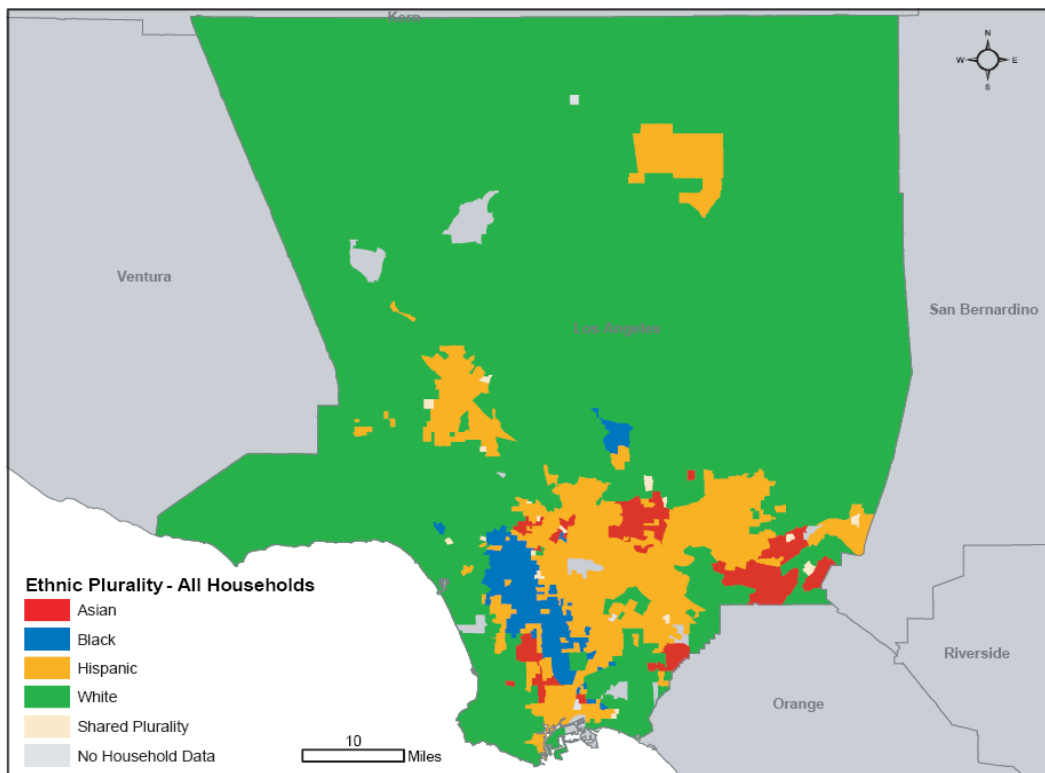 Kern
N
W E
S
Ventura
Los Angeles
San Bernardino
Ethnic Plurality - All Households
Asian
Black
Hispanic
White
Shared Plurality
No Household Data
10
Miles
Orange
Riverside